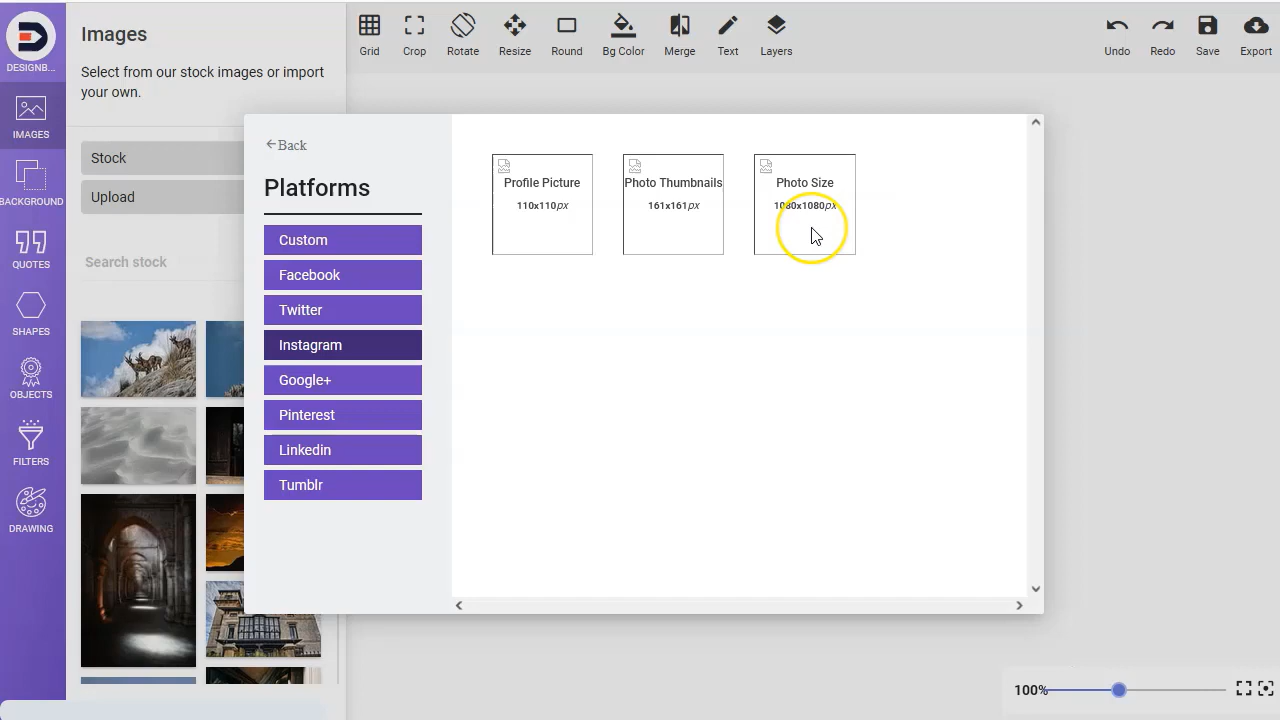 Images
Select from our stock images or import
your own.
Stock
Upload
Search stock
DESIGNB...
IMAGES
BACKGROUND
QUOTES
SHAPES
OBJECTS
FILTERS
DRAWING
Grid
Crop
Rotate
Resize
Round
Bg Color
Merge
Text
Layers
Undo
Redo
Save
Export
Back
Platforms
Custom
Facebook
Twitter
Instagram
Google+
Pinterest
Linkedin
Tumblr
Profile Picture
110x110px
Photo Thumbnails
161x161px
Photo Size
1080x1080px
100%